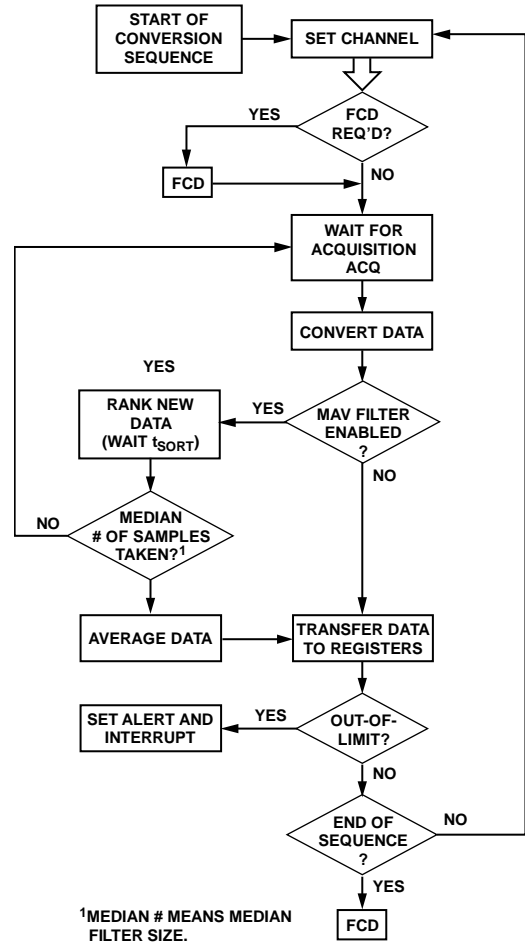 START OF
CONVERSION
SEQUENCE
SET CHANNEL
YES
FCD
REQ'D?
FCD
NO
WAIT FOR
ACQUISITION
ACQ
CONVERT DATA
YES
RANK NEW
DATA
(WAIT tSORT)
YES
MAV FILTER
ENABLED
?
NO
NO
MEDIAN
# OF SAMPLES
TAKEN?1
AVERAGE DATA
TRANSFER DATA
TO REGISTERS
SET ALERT AND
INTERRUPT
YES
OUT-OF-
LIMIT?
NO
END OF
SEQUENCE
?
NO
YES
FCD
1MEDIAN # MEANS MEDIAN
FILTER SIZE.